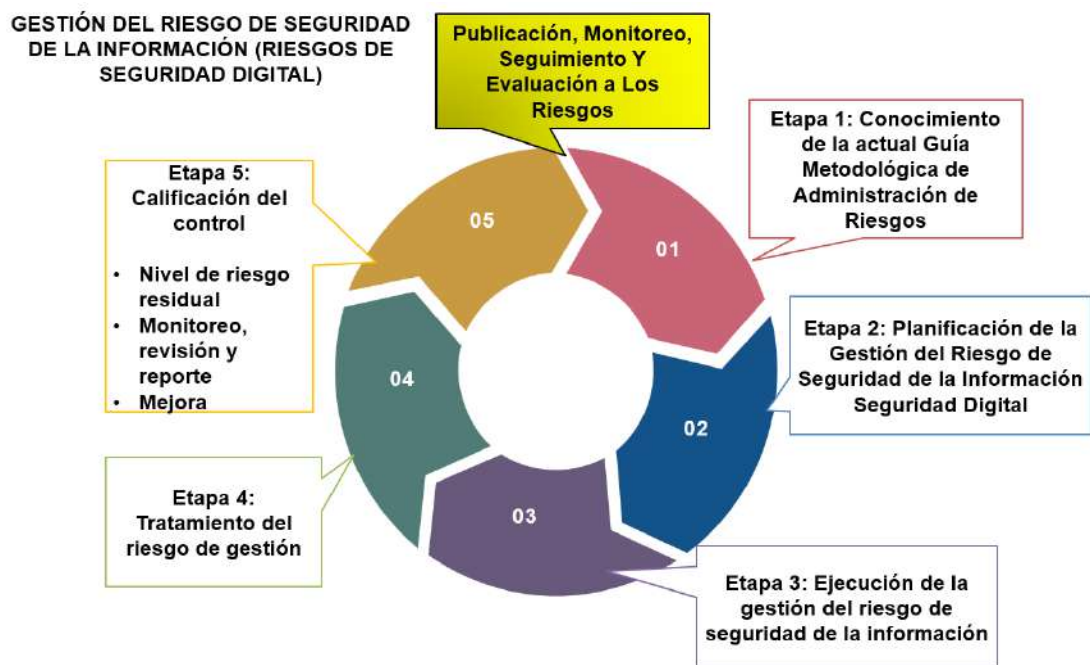 GESTIÓN DEL RIESGO DE SEGURIDAD
DE LA INFORMACIÓN (RIESGOS DE
SEGURIDAD DIGITAL)
Publicación, Monitoreo,
Seguimiento Y
Evaluación a Los
Riesgos
Etapa 1: Conocimiento
de la actual Guía
Metodológica de
Administración de
Riesgos
01
Etapa 2: Planificación de la
Gestión del Riesgo de
Seguridad de la Información
Seguridad Digital
02
Etapa 3: Ejecución de la
gestión del riesgo de
seguridad de la información
03
Etapa 4:
Tratamiento del
riesgo de gestión
04
Etapa 5:
Calificación del
control
• Nivel de riesgo
residual
• Monitoreo,
revisión y
reporte
• Mejora
05